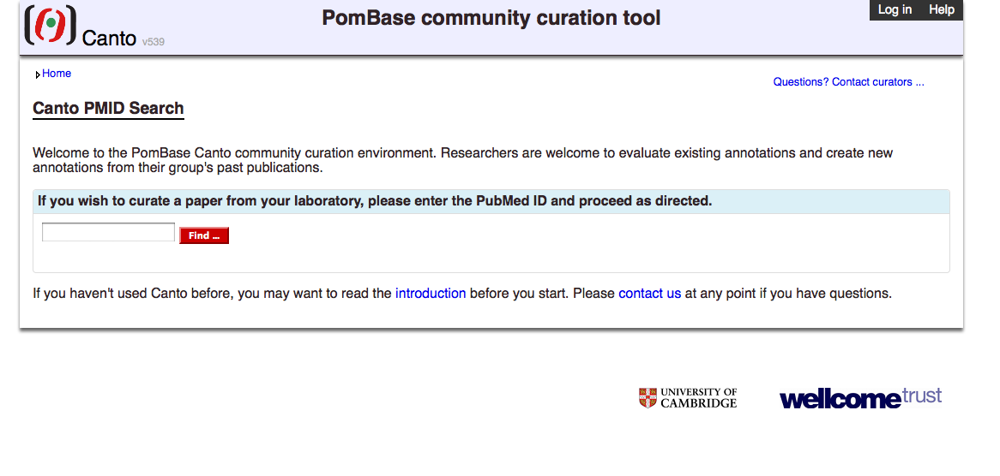 PomBase community curation tool
Log in Help
Canto v539
Home
Questions? Contact curators ...
Canto PMID Search
Welcome to the PomBase Canto community curation environment. Researchers are welcome to evaluate existing annotations and create new
annotations from their group's past publications.
If you wish to curate a paper from your laboratory, please enter the PubMed ID and proceed as directed.
Find ...
If you haven't used Canto before, you may want to read the introduction before you start. Please contact us at any point if you have questions.
UNIVERSITY OF
CAMBRIDGE
wellcometrust